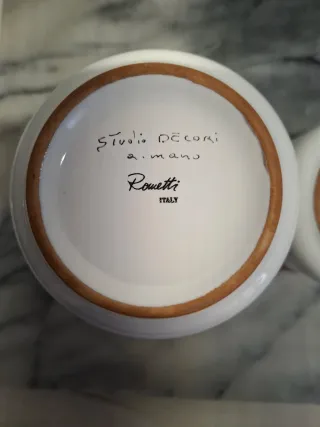 STUDIO DECORI
a. mano
Rometti
ITALY